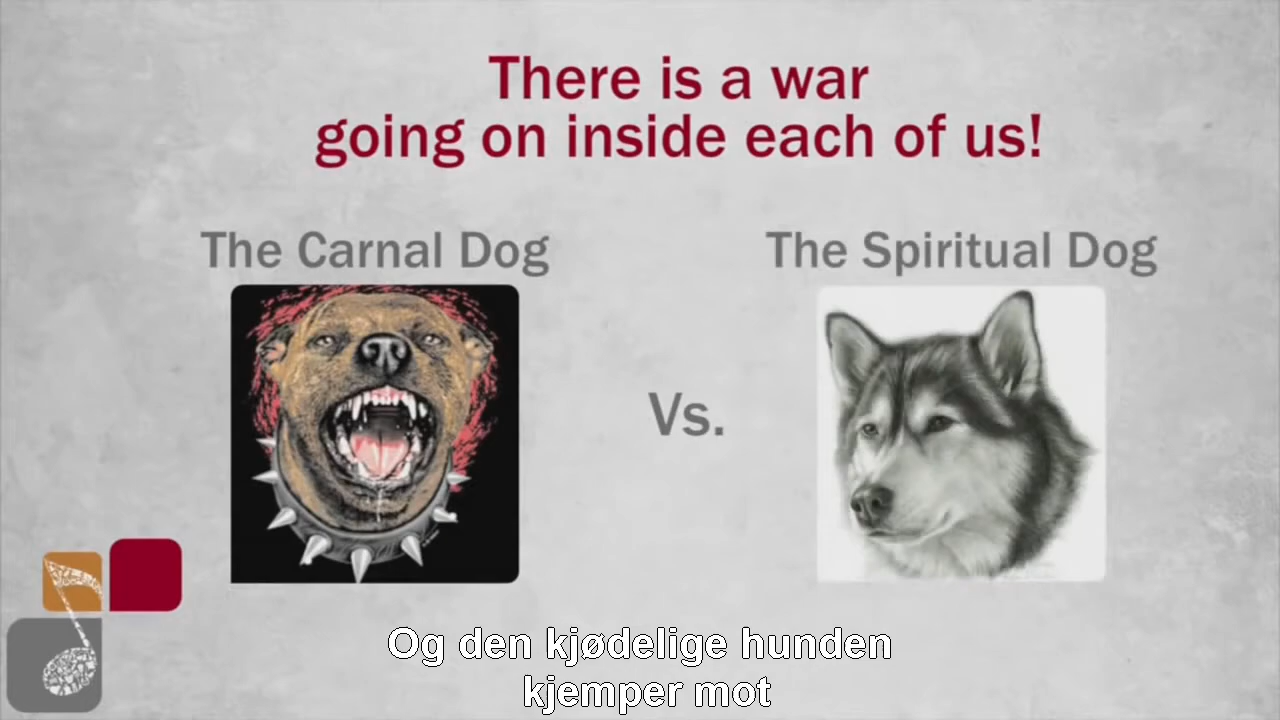 There is a war
going on inside each of us!
The Carnal Dog
The Spiritual Dog
Vs.
Og den kjødelige hunden
kjemper mot